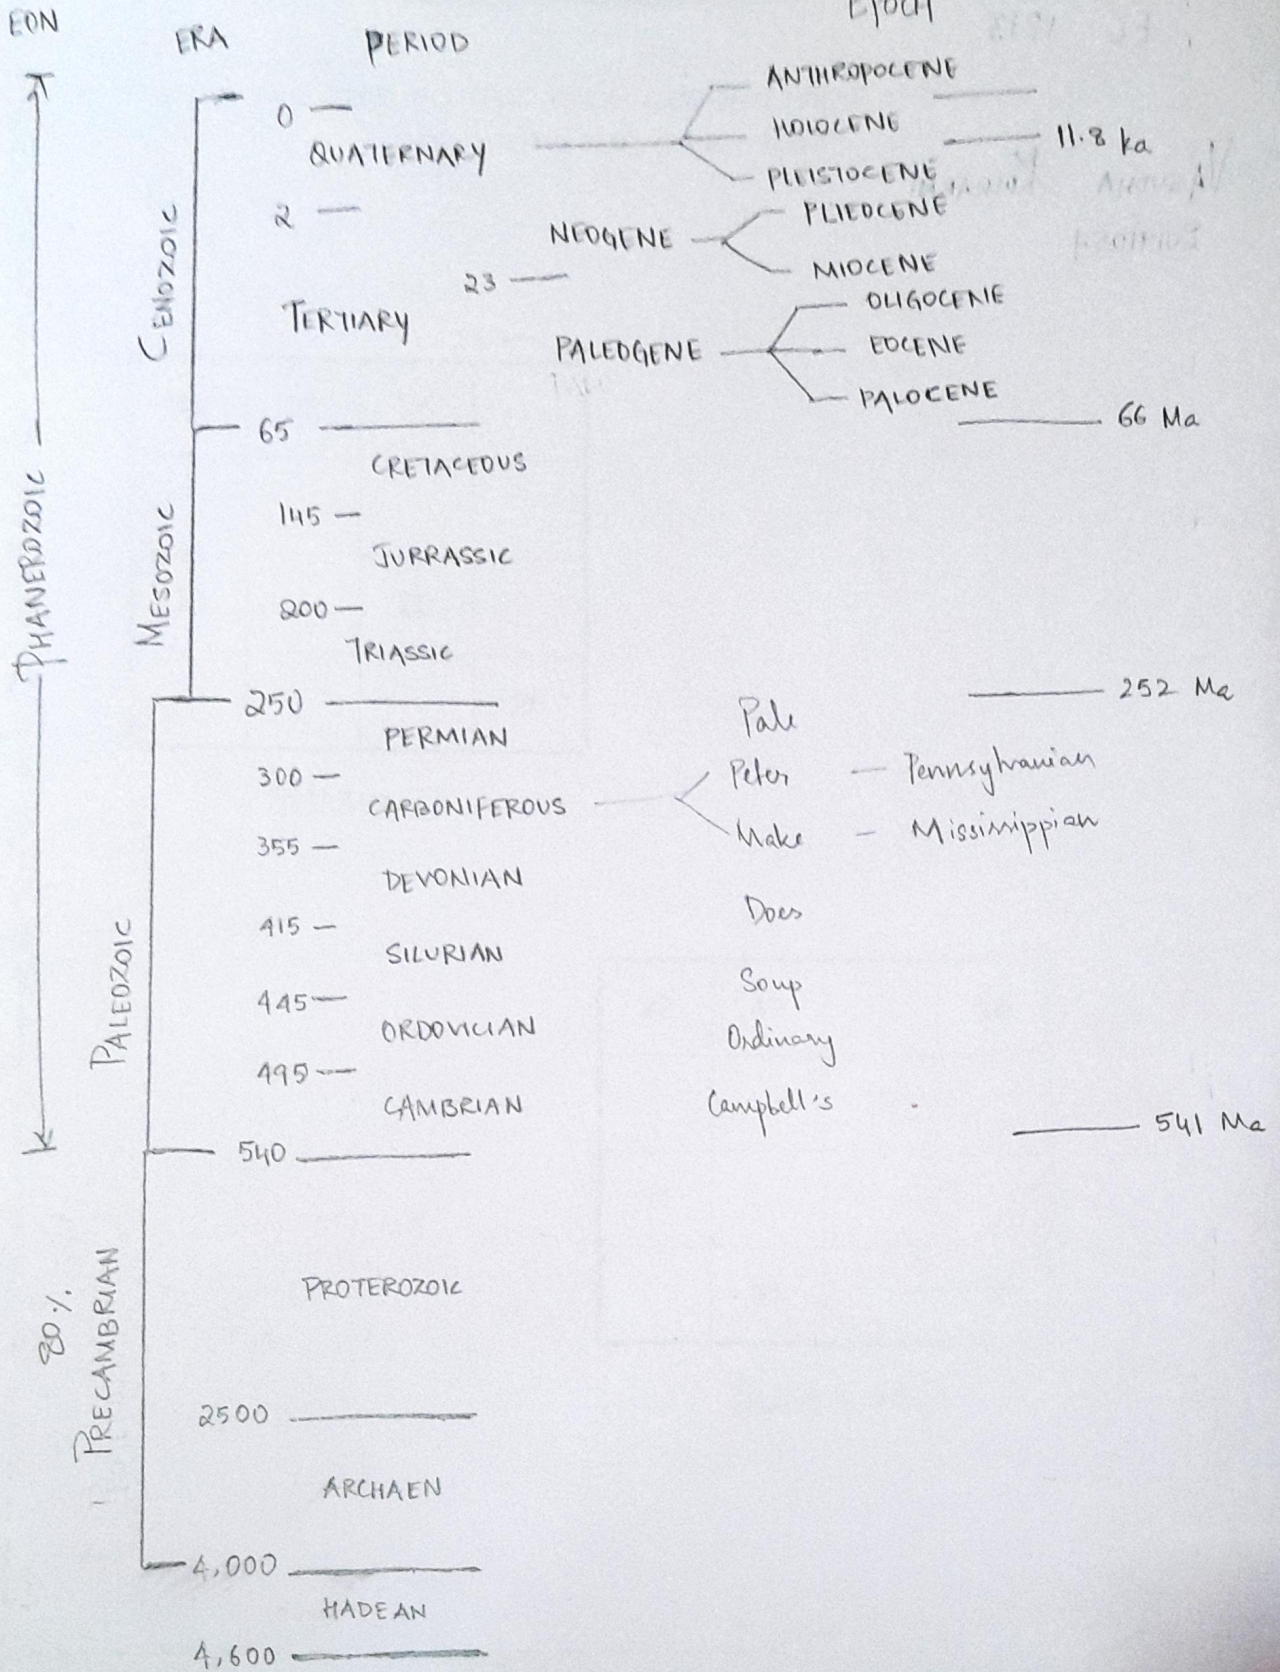 EON
ERA
PERIOD
EPOCH
0
QUATERNARY
ANTHROPOCENE
HOLOCENE
11.8 ka
PLEISTOCENE
2
NEOGENE
PLIEOCENE
MIOCENE
23
TERTIARY
PALEOGENE
OLIGOCENE
EOCENE
PALOCENE
CENOZOIC
65
66 Ma
CRETACEOUS
145
JURRASSIC
200
TRIASSIC
MESOZOIC
PHANEROZOIC
250
252 Ma
PERMIAN
Pale
300
CARBONIFEROUS
Peter - Pennsylvanian
Make - Mississippian
355
DEVONIAN
Does
415
SILURIAN
Soup
445
ORDOVICIAN
Ordinary
495
CAMBRIAN
Campbell's
PALEOZOIC
540
541 Ma
PROTEROZOIC
80%
PRECAMBRIAN
2500
ARCHAEN
4,000
HADEAN
4,600